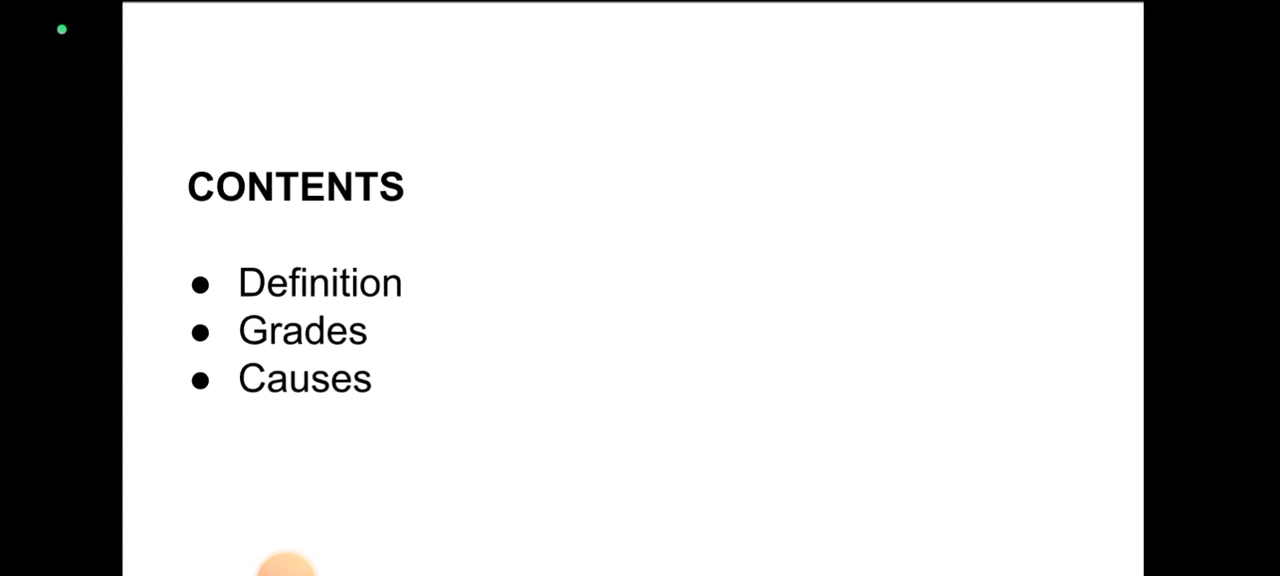 CONTENTS
● Definition
● Grades
● Causes